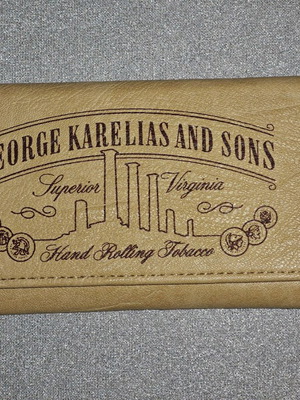 EORGE KARELIAS AND SONS
Superior Virginia
Hand Rolling Tobacco